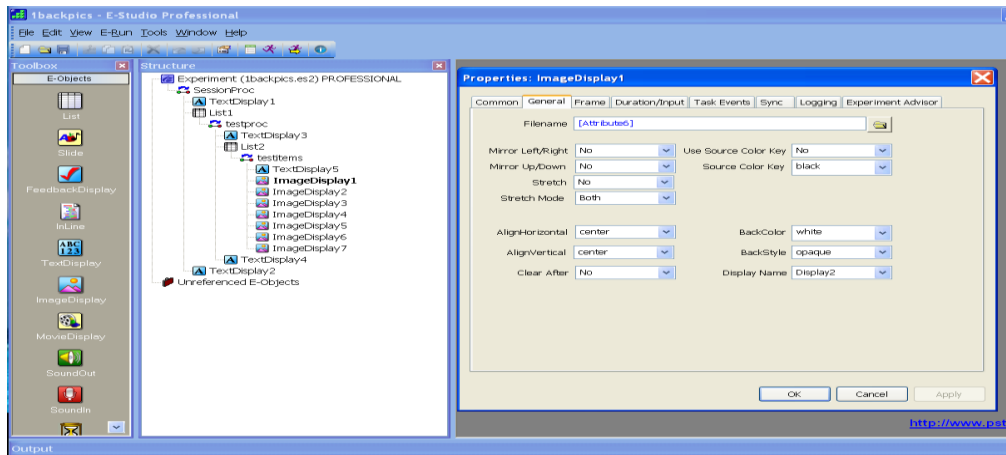 1backpics - E-Studio Professional
File Edit View E-Run Tools Window Help
Toolbox
E-Objects
List
Slide
FeedbackDisplay
InLine
ABC
123
TextDisplay
ImageDisplay
MovieDisplay
SoundOut
SoundIn
Structure
Experiment (1backpics.es2) PROFESSIONAL
SessionProc
TextDisplay1
List1
testproc
TextDisplay3
List2
testitems
TextDisplay5
ImageDisplay1
ImageDisplay2
ImageDisplay3
ImageDisplay4
ImageDisplay5
ImageDisplay6
ImageDisplay7
TextDisplay4
TextDisplay2
Unreferenced E-Objects
Properties: ImageDisplay1
Common General Frame Duration/Input Task Events Sync Logging Experiment Advisor
Filename [Attribute6]
Mirror Left/Right No Use Source Color Key No
Mirror Up/Down No Source Color Key black
Stretch No
Stretch Mode Both
AlignHorizontal center BackColor white
AlignVertical center BackStyle opaque
Clear After No Display Name Display2
OK Cancel Apply
http://www.pst
Output